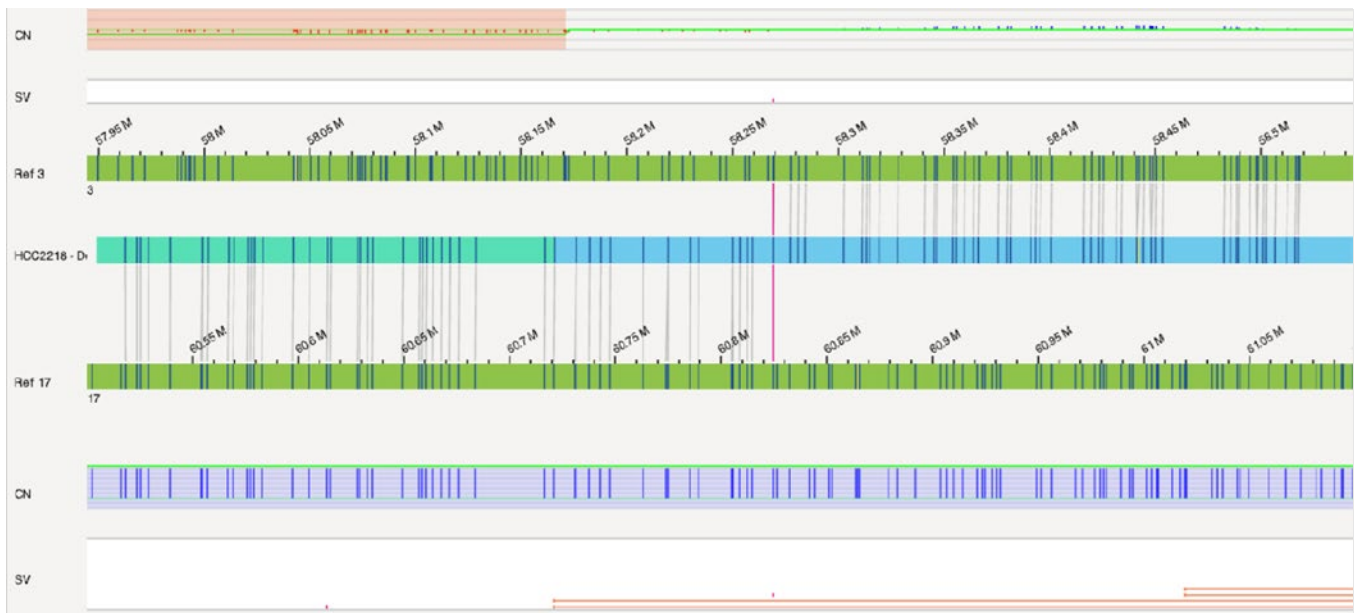 CN
SV
57.95 M 58 M 58.05 M 58.1 M 58.15 M 58.2 M 58.25 M 58.3 M 58.35 M 58.4 M 58.45 M 58.5 M
Ref 3
3
HCC2218 - D
60.55 M 60.6 M 60.65 M 60.7 M 60.75 M 60.8 M 60.85 M 60.9 M 60.95 M 61 M 61.05 M
Ref 17
17
CN
SV